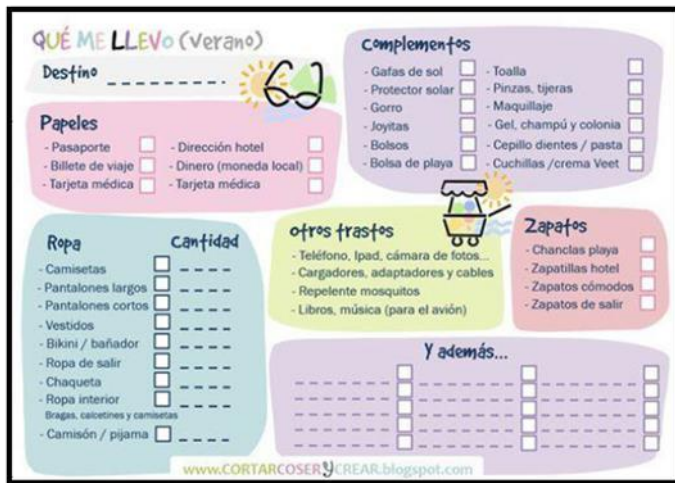 QUÉ ME LLEVO (verano)
Destino
Papeles
- Pasaporte
- Billete de viaje
- Tarjeta médica
- Dirección hotel
- Dinero (moneda local)
- Tarjeta médica
Complementos
- Gafas de sol
- Protector solar
- Gorro
- Joyitas
- Bolsos
- Bolsa de playa
- Toalla
- Pinzas, tijeras
- Maquillaje
- Gel, champú y colonia
- Cepillo dientes / pasta
- Cuchillas /crema Veet
Ropa Cantidad
- Camisetas
- Pantalones largos
- Pantalones cortos
- Vestidos
- Bikini / bañador
- Ropa de salir
- Chaqueta
- Ropa interior
Bragas, calcetines y camisetas
- Camisón / pijama
otros trastos
- Teléfono, Ipad, cámara de fotos...
- Cargadores, adaptadores y cables
- Repelente mosquitos
- Libros, música (para el avión)
Zapatos
- Chanclas playa
- Zapatillas hotel
- Zapatos cómodos
- Zapatos de salir
Y además...
www.CORTARCOSERYCREAR.blogspot.com